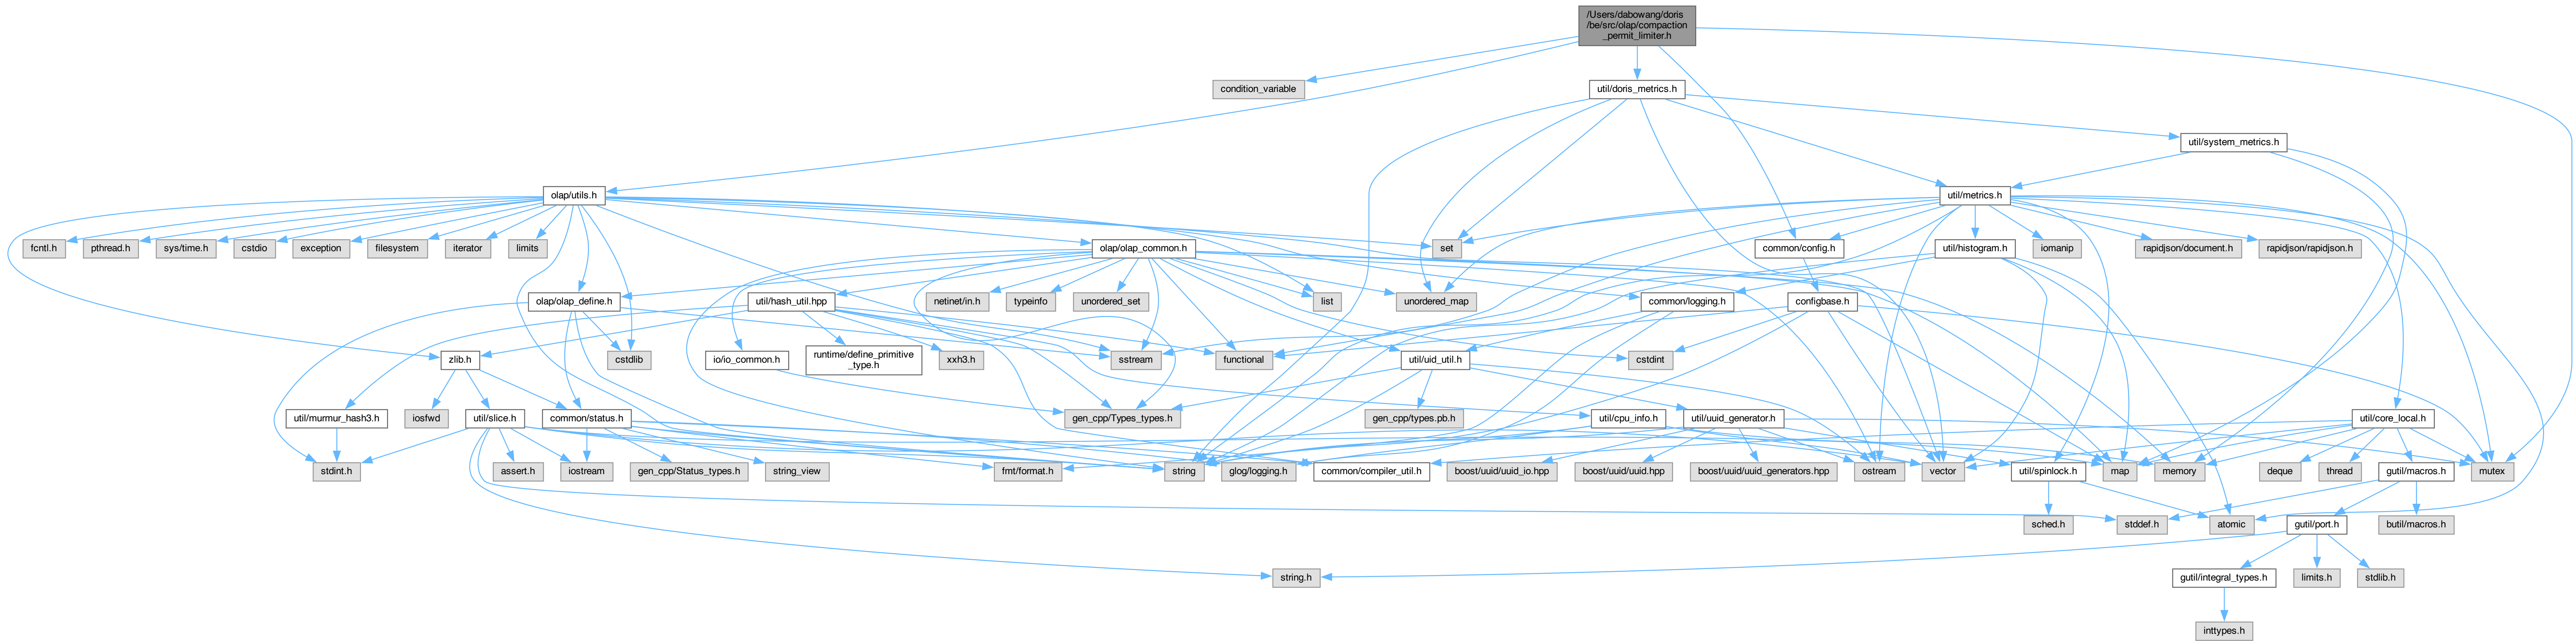 /Users/dabowang/doris
/be/src/olap/compaction
_permit_limiter.h
condition_variable
util/doris_metrics.h
util/system_metrics.h
olap/utils.h
util/metrics.h
fcntl.h
pthread.h
sys/time.h
cstdio
exception
filesystem
iterator
limits
olap/olap_common.h
set
common/config.h
util/histogram.h
iomanip
rapidjson/document.h
rapidjson/rapidjson.h
olap/olap_define.h
util/hash_util.hpp
netinet/in.h
typeinfo
unordered_set
list
unordered_map
common/logging.h
configbase.h
zlib.h
cstdlib
io/io_common.h
runtime/define_primitive
_type.h
xxh3.h
sstream
functional
util/uid_util.h
cstdint
util/murmur_hash3.h
iosfwd
util/slice.h
common/status.h
gen_cpp/Types_types.h
gen_cpp/types.pb.h
util/cpu_info.h
util/uuid_generator.h
util/core_local.h
stdint.h
assert.h
iostream
gen_cpp/Status_types.h
string_view
fmt/format.h
string
glog/logging.h
common/compiler_util.h
boost/uuid/uuid_io.hpp
boost/uuid/uuid.hpp
boost/uuid/uuid_generators.hpp
ostream
vector
util/spinlock.h
map
memory
deque
thread
gutil/macros.h
mutex
sched.h
stddef.h
atomic
gutil/port.h
butil/macros.h
string.h
gutil/integral_types.h
limits.h
stdlib.h
inttypes.h